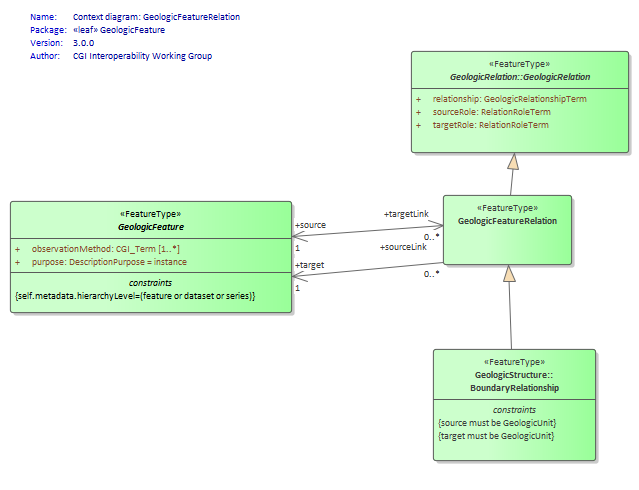 Name: Context diagram: GeologicFeatureRelation
Package: «leaf» GeologicFeature
Version: 3.0.0
Author: CGI Interoperability Working Group
«FeatureType»
GeologicRelation::GeologicRelation
+ relationship: GeologicRelationshipTerm
+ sourceRole: RelationRoleTerm
+ targetRole: RelationRoleTerm
«FeatureType»
GeologicFeature
+ observationMethod: CGI_Term [1..*]
+ purpose: DescriptionPurpose = instance
constraints
{self.metadata.hierarchyLevel=(feature or dataset or series)}
+source
1
+targetLink
0..*
+sourceLink
0..*
+target
1
«FeatureType»
GeologicFeatureRelation
«FeatureType»
GeologicStructure::
BoundaryRelationship
constraints
{source must be GeologicUnit}
{target must be GeologicUnit}